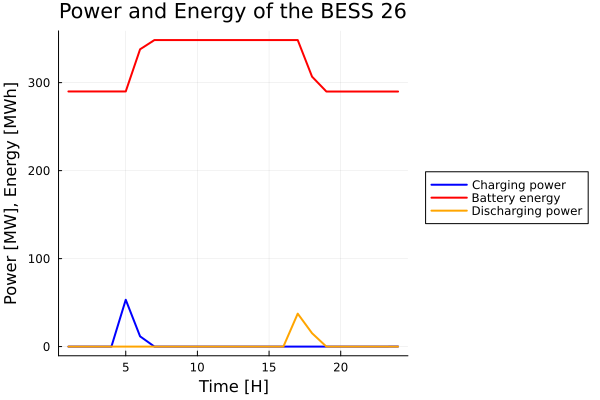 Power and Energy of the BESS 26
Power [MW], Energy [MWh]
300
200
100
0
5 10 15 20
Time [H]
Charging power
Battery energy
Discharging power